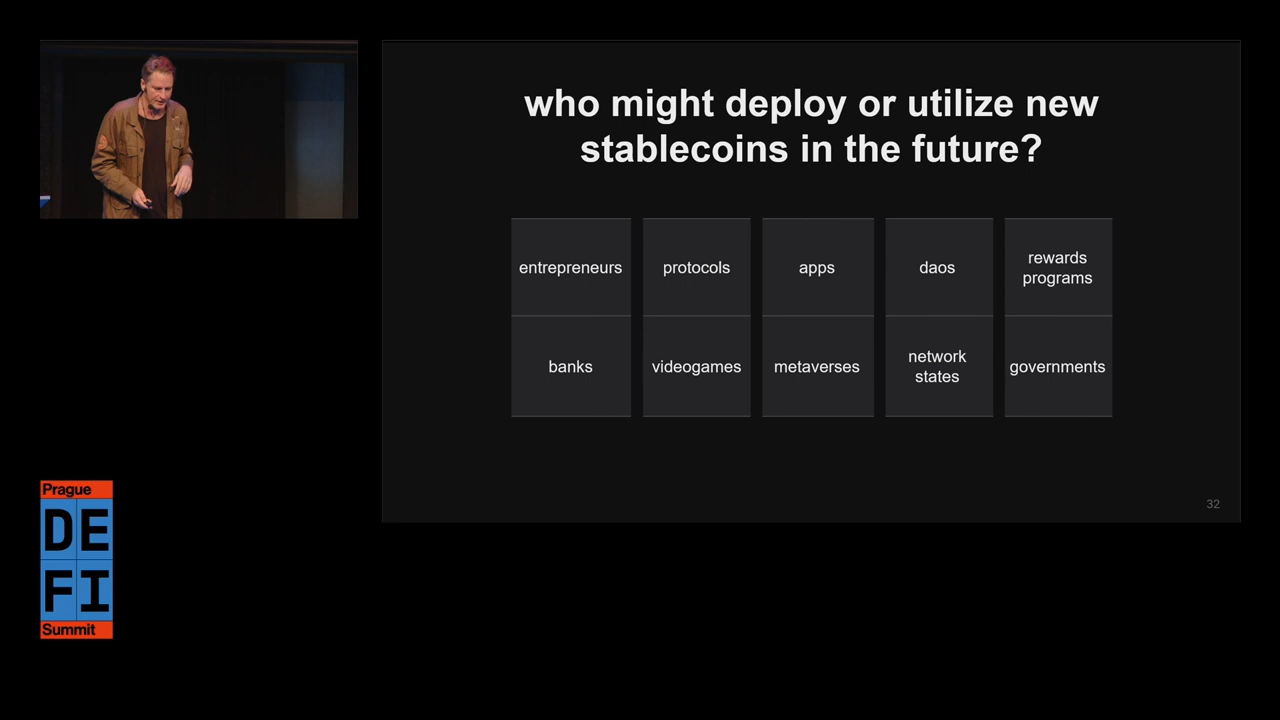 who might deploy or utilize new
stablecoins in the future?
entrepreneurs
protocols
apps
daos
rewards
programs
banks
videogames
metaverses
network
states
governments
32
Prague
DE
FI
Summit